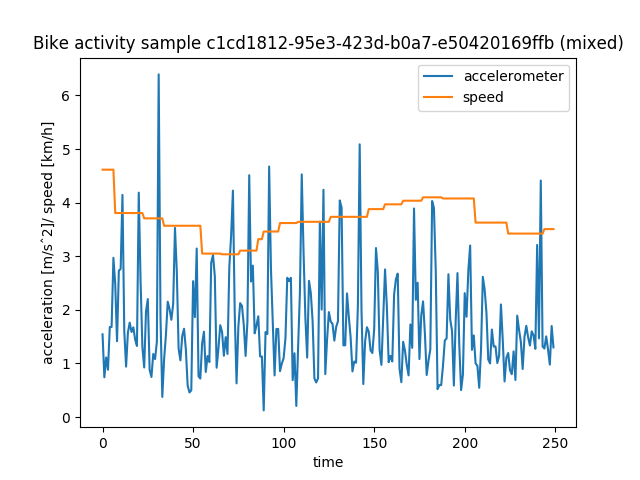 Bike activity sample c1cd1812-95e3-423d-b0a7-e50420169ffb (mixed)
accelerometer
speed
acceleration [m/s^2]/ speed [km/h]
6
5
4
3
2
1
0
0 50 100 150 200 250
time